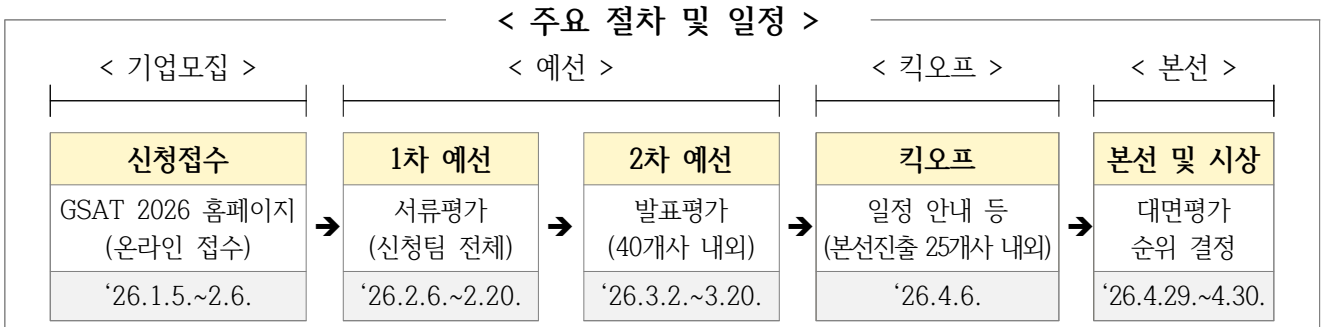 < 주요 절차 및 일정 >
< 기업모집 >
< 예선 >
< 킥오프 >
< 본선 >
신청접수
GSAT 2026 홈페이지
(온라인 접수)
‘26.1.5.~2.6.
➔
1차 예선
서류평가
(신청팀 전체)
‘26.2.6.~2.20.
➔
2차 예선
발표평가
(40개사 내외)
‘26.3.2.~3.20.
➔
킥오프
일정 안내 등
(본선진출 25개사 내외)
‘26.4.6.
➔
본선 및 시상
대면평가
순위 결정
‘26.4.29.~4.30.